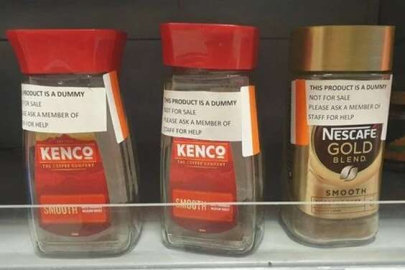 THIS PRODUCT IS A DUMMY
NOT FOR SALE
PLEASE ASK A MEMBER OF
STAFF FOR HELP
KENCO
THE COFFEE COMPANY
SMOOTH
THIS PRODUCT IS A DUMMY
NOT FOR SALE
PLEASE ASK A MEMBER OF
STAFF FOR HELP
KENCO
THE COFFEE COMPANY
SMOOTH
THIS PRODUCT IS A DUMMY
NOT FOR SALE
PLEASE ASK A MEMBER OF
STAFF FOR HELP
NESCAFÉ
GOLD
BLEND
SMOOTH